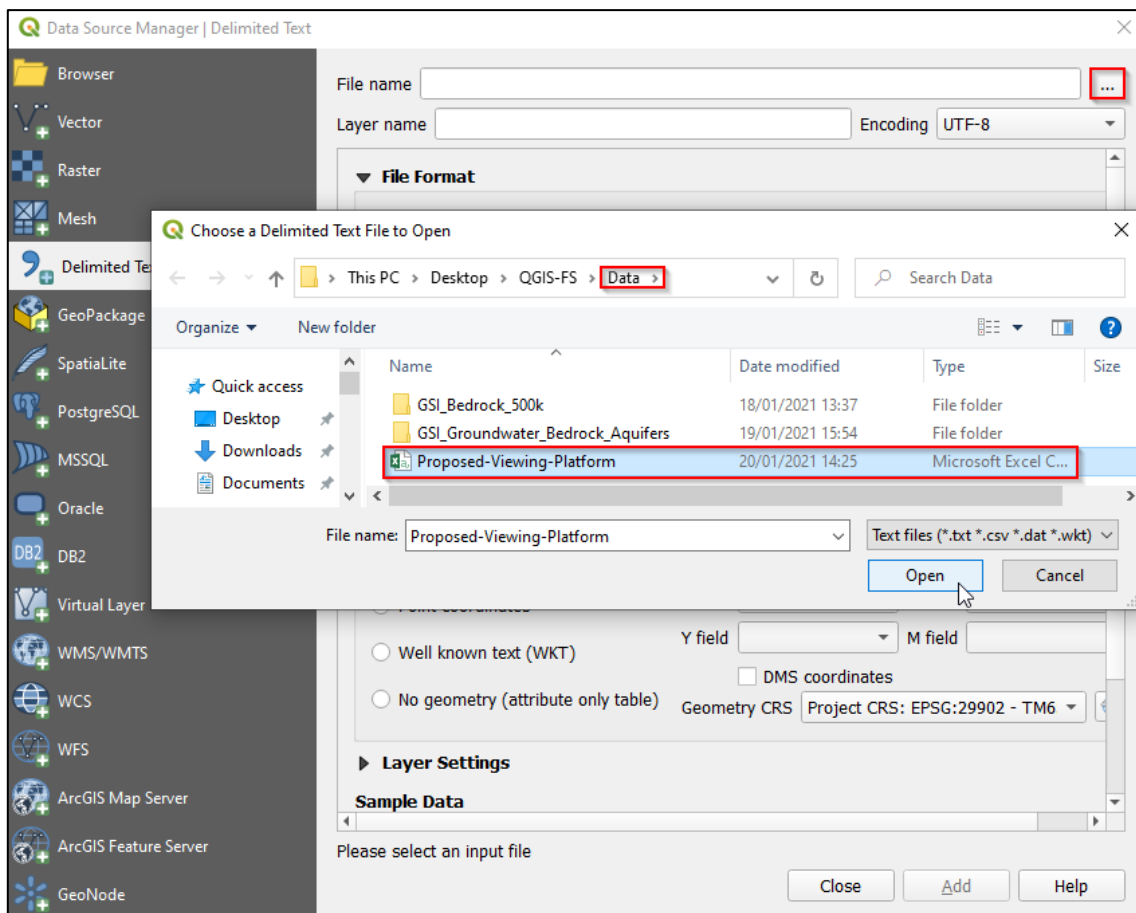 Data Source Manager | Delimited Text
Browser
Vector
Raster
Mesh
Delimited Te
GeoPackage
SpatiaLite
PostgreSQL
MSSQL
Oracle
DB2 DB2
Virtual Layer
WMS/WMTS
WCS
WFS
ArcGIS Map Server
ArcGIS Feature Server
GeoNode
File name ...
Layer name Encoding UTF-8
File Format
Choose a Delimited Text File to Open
This PC > Desktop > QGIS-FS > Data > Search Data
Organize New folder
Name Date modified Type Size
Quick access
Desktop
Downloads
Documents
GSI_Bedrock_500k 18/01/2021 13:37 File folder
GSI_Groundwater_Bedrock_Aquifers 19/01/2021 15:54 File folder
Proposed-Viewing-Platform 20/01/2021 14:25 Microsoft Excel C...
File name: Proposed-Viewing-Platform Text files (*.txt *.csv *.dat *.wkt)
Open Cancel
Point coordinates
Y field M field
Well known text (WKT)
DMS coordinates
No geometry (attribute only table) Geometry CRS Project CRS: EPSG:29902 - TM6
Layer Settings
Sample Data
Please select an input file
Close Add Help